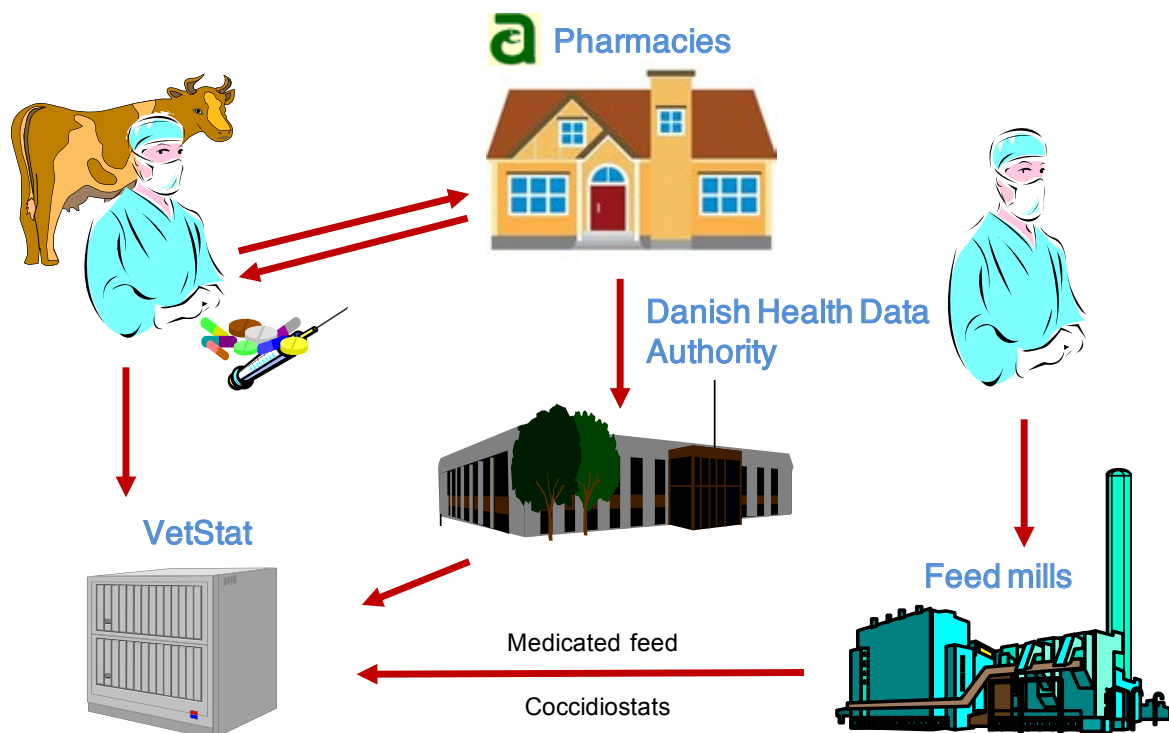 a Pharmacies
Danish Health Data
Authority
VetStat
Feed mills
Medicated feed
Coccidiostats